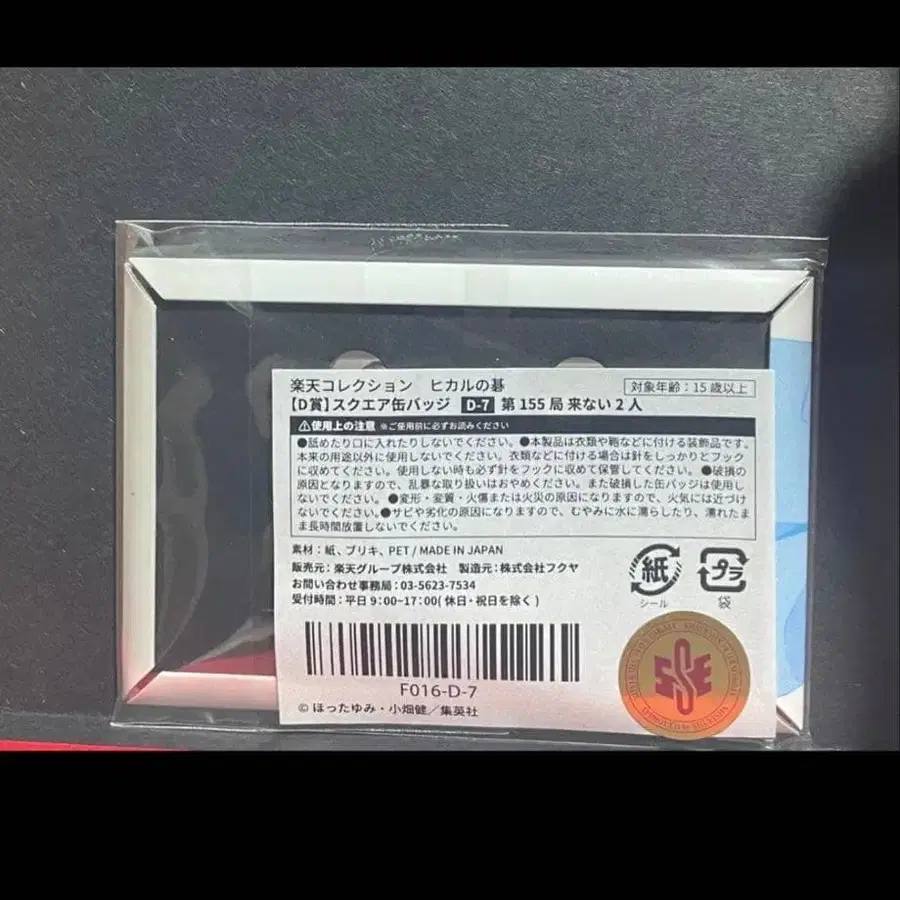 楽天コレクション ヒカルの碁
対象年齢：15歳以上
【D賞】スクエア缶バッジ D-7 第155局 来ない2人
⚠使用上の注意 ※ご使用前に必ずお読みください
●舐めたり口に入れたりしないでください。●本製品は衣類や鞄などに付ける装飾品です。
本来の用途以外に使用しないでください。衣類などに付ける場合は針をしっかりとフック
に収めてください。使用しない時も必ず針をフックに収めて保管してください。●破損の
原因となりますので、乱暴な取り扱いはおやめください。また破損した缶バッジは使用し
ないでください。●変形・変質・火傷または火災の原因になりますので、火気には近づけ
ないでください。●サビや劣化の原因になりますので、むやみに水に濡らしたり、濡れたま
ま長時間放置しないでください。
素材：紙、ブリキ、PET / MADE IN JAPAN
販売元：楽天グループ株式会社 製造元：株式会社フクヤ
お問い合わせ事務局：03-5623-7534
受付時間：平日 9:00~17:00( 休日・祝日を除く )
紙
シール
プラ
袋
F016-D-7
© ほったゆみ・小畑健／集英社